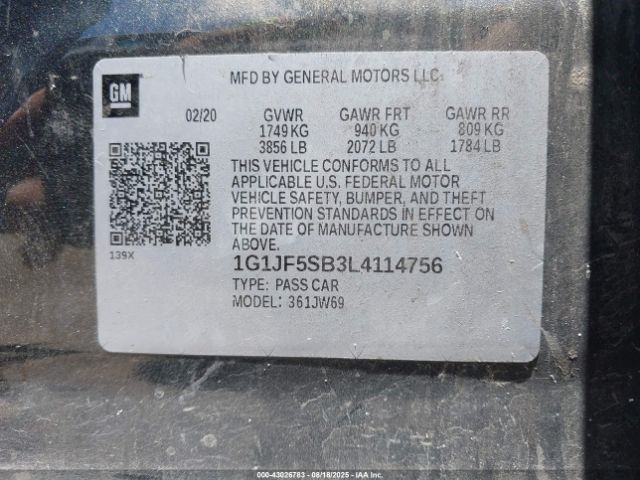 GM
MFD BY GENERAL MOTORS LLC
02/20 GVWR GAWR FRT GAWR RR
1749 KG 940 KG 809 KG
3856 LB 2072 LB 1784 LB
THIS VEHICLE CONFORMS TO ALL
APPLICABLE U.S. FEDERAL MOTOR
VEHICLE SAFETY, BUMPER, AND THEFT
PREVENTION STANDARDS IN EFFECT ON
THE DATE OF MANUFACTURE SHOWN
ABOVE.
139X
1G1JF5SB3L4114756
TYPE: PASS CAR
MODEL: 361JW69
000-43026783 - 08/18/2025 - IAA Inc.